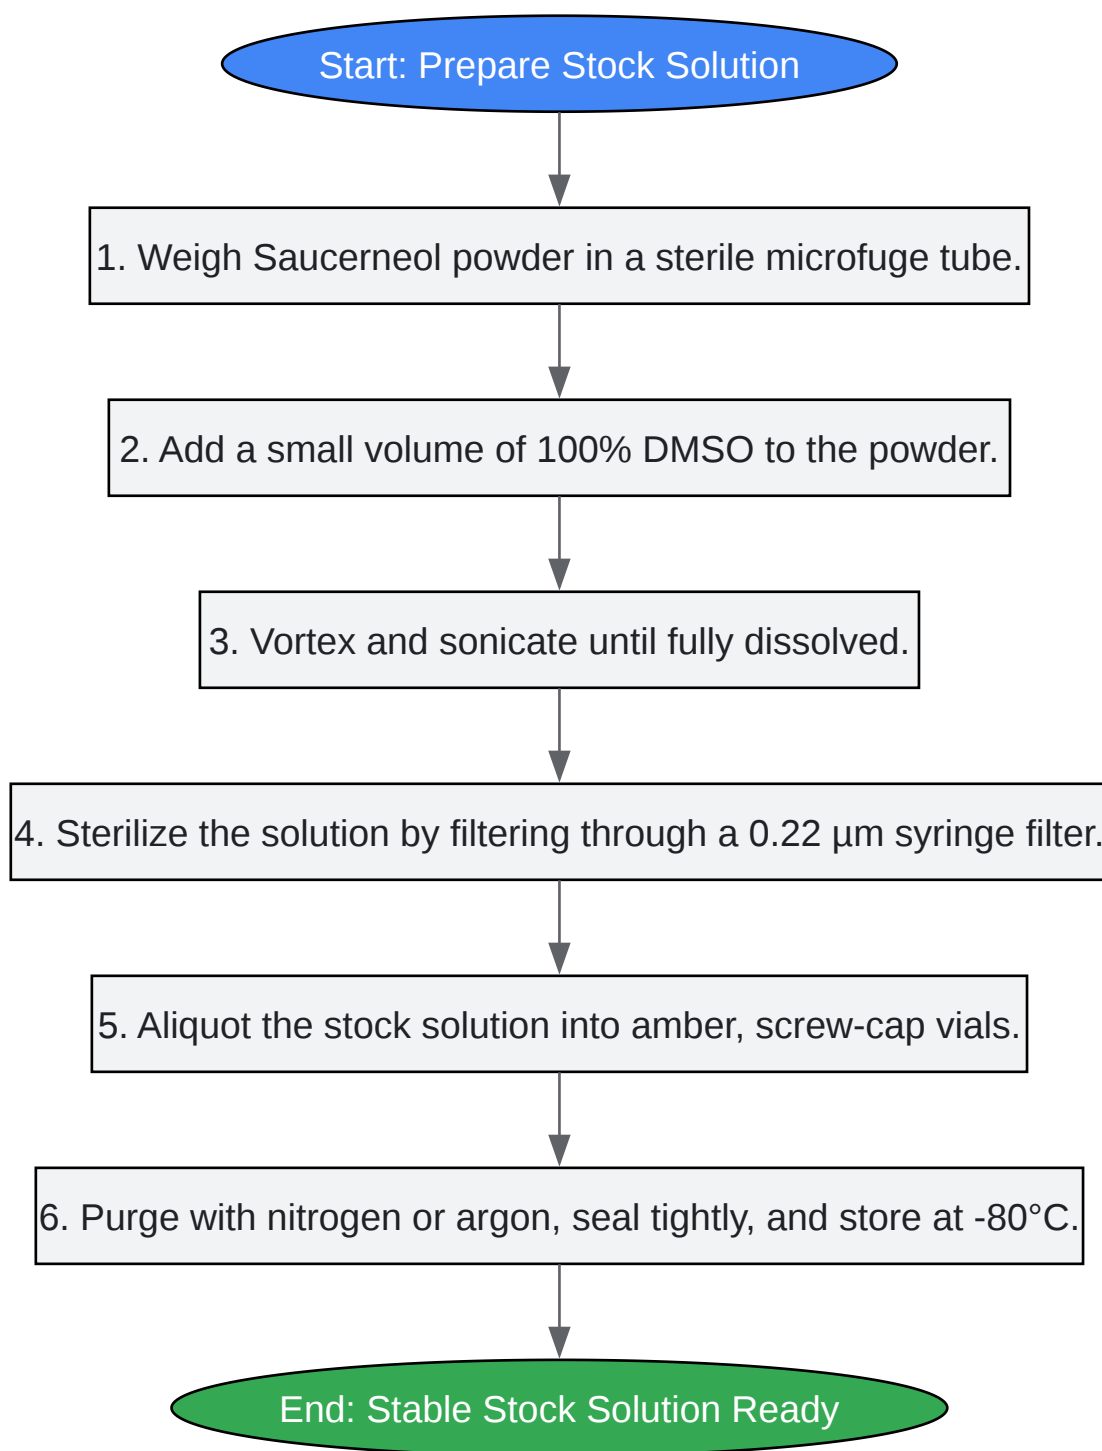 Start: Prepare Stock Solution
1. Weigh Saucerneol powder in a sterile microfuge tube.
2. Add a small volume of 100% DMSO to the powder.
3. Vortex and sonicate until fully dissolved.
4. Sterilize the solution by filtering through a 0.22 µm syringe filter.
5. Aliquot the stock solution into amber, screw-cap vials.
6. Purge with nitrogen or argon, seal tightly, and store at -80°C.
End: Stable Stock Solution Ready